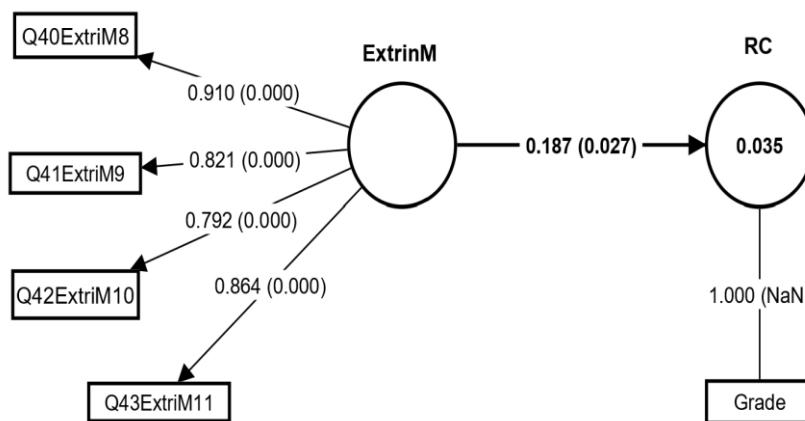 Q40ExtriM8
ExtrinM
RC
0.910 (0.000)
0.821 (0.000)
0.187 (0.027)
0.035
Q41ExtriM9
0.792 (0.000)
Q42ExtriM10
0.864 (0.000)
1.000 (NaN
Q43ExtriM11
Grade